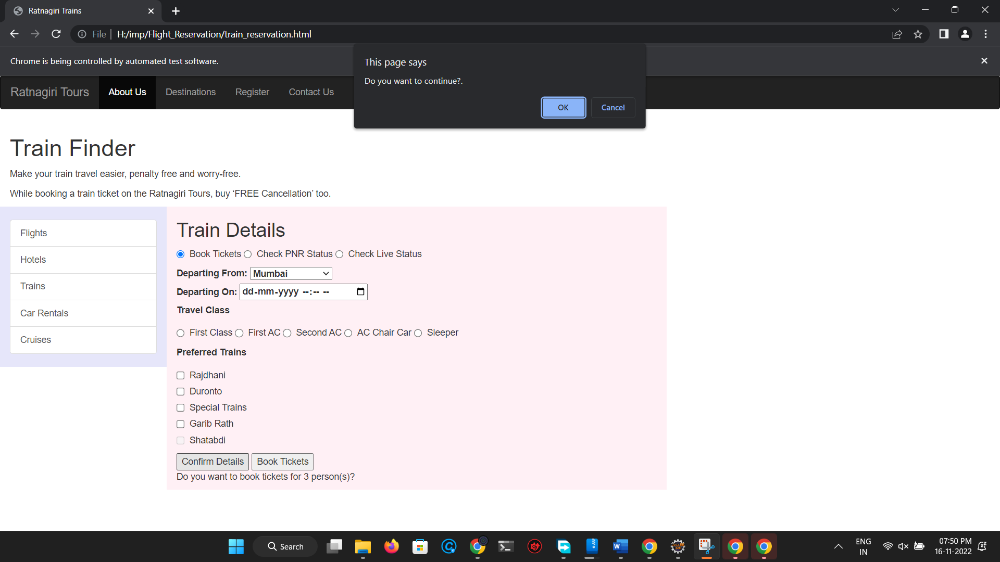 Ratnagiri Trains
File | H:/imp/Flight_Reservation/train_reservation.html
Chrome is being controlled by automated test software.
This page says
Do you want to continue?.
OK Cancel
Ratnagiri Tours About Us Destinations Register Contact Us
Train Finder
Make your train travel easier, penalty free and worry-free.
While booking a train ticket on the Ratnagiri Tours, buy ‘FREE Cancellation’ too.
Flights
Hotels
Trains
Car Rentals
Cruises
Train Details
Book Tickets Check PNR Status Check Live Status
Departing From: Mumbai
Departing On: dd-mm-yyyy --:-- --
Travel Class
First Class First AC Second AC AC Chair Car Sleeper
Preferred Trains
Rajdhani
Duronto
Special Trains
Garib Rath
Shatabdi
Confirm Details Book Tickets
Do you want to book tickets for 3 person(s)?
Search
ENG
IN
07:50 PM
16-11-2022